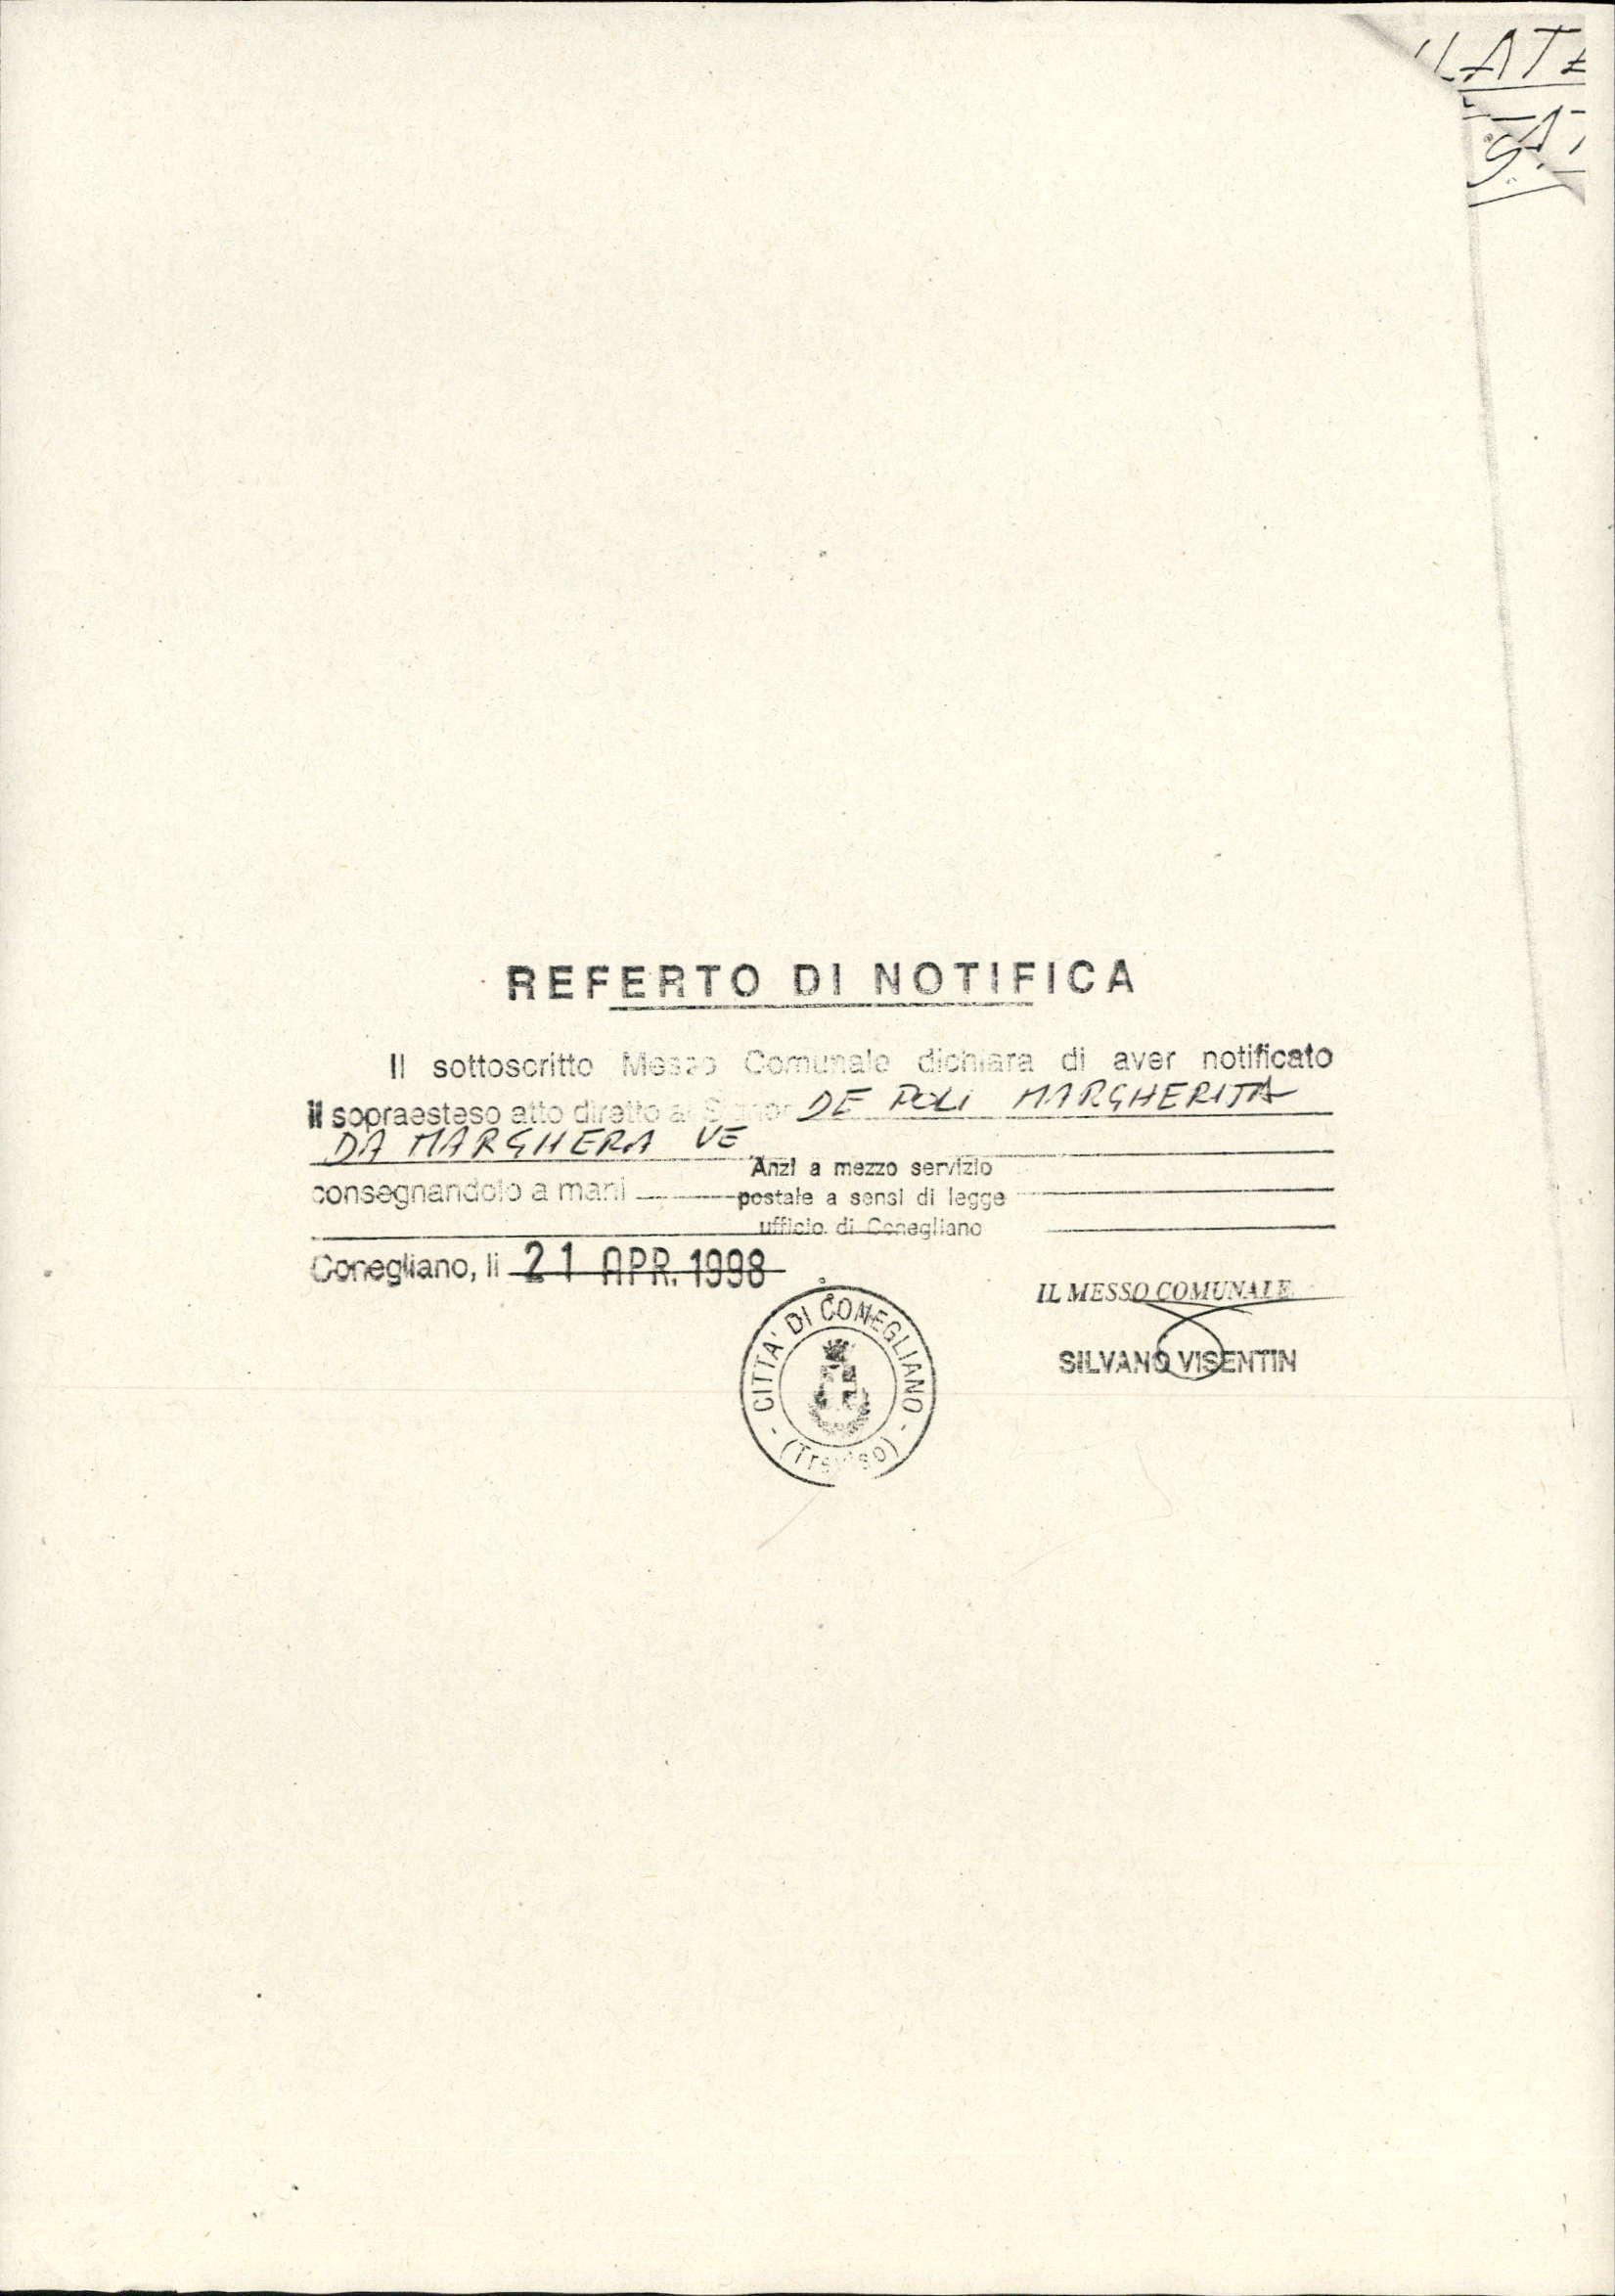 REFERTO DI NOTIFICA
Il sottoscritto Messo Comunale dichiara di aver notificato
il sopraesteso atto diretto al Signor DE POLI MARGHERITA
DA MARGHERA VE
Anzi a mezzo servizio
consegnandolo a mani postale a sensi di legge
ufficio di Conegliano
Conegliano, li 21 APR. 1998
IL MESSO COMUNALE
SILVANO VISENTIN
CITTA' DI CONEGLIANO
(Treviso)